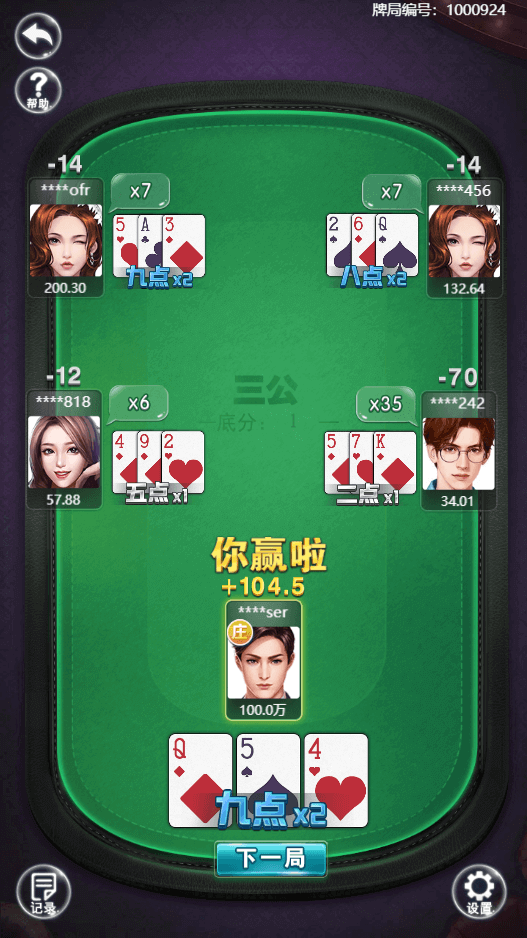 牌局编号：1000924
帮助
-14
****ofr
x7
5 A 3
九点 x2
200.30
-14
****456
x7
2 6 Q
八点 x2
132.64
-12
****818
x6
4 9 2
五点 x1
57.88
-70
****242
x35
5 7 K
二点 x1
34.01
三公
底分： 1
你赢啦
+104.5
****ser
庄
100.0万
Q 5 4
九点 x2
下一局
记录
设置